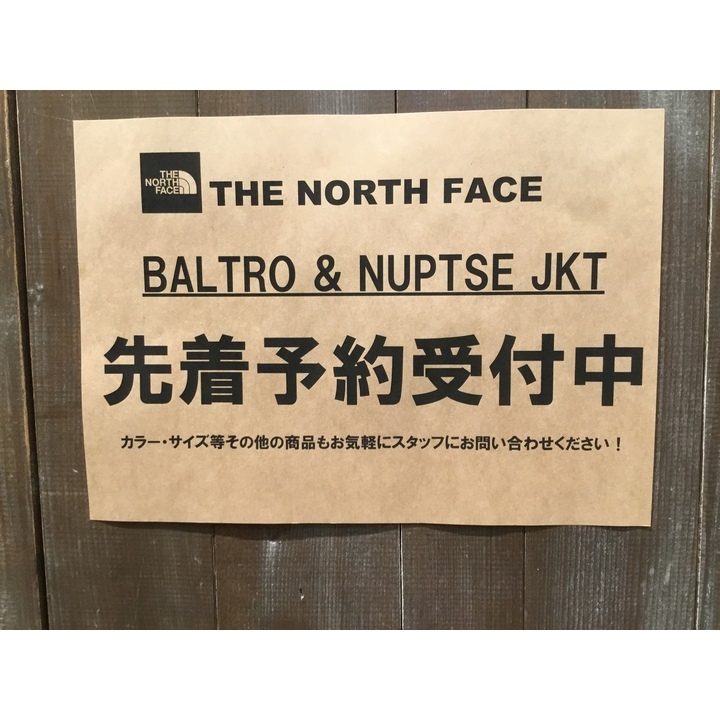 THE
NORTH
FACE
THE NORTH FACE
BALTRO & NUPTSE JKT
先着予約受付中
カラー・サイズ等その他の商品もお気軽にスタッフにお問い合わせください！